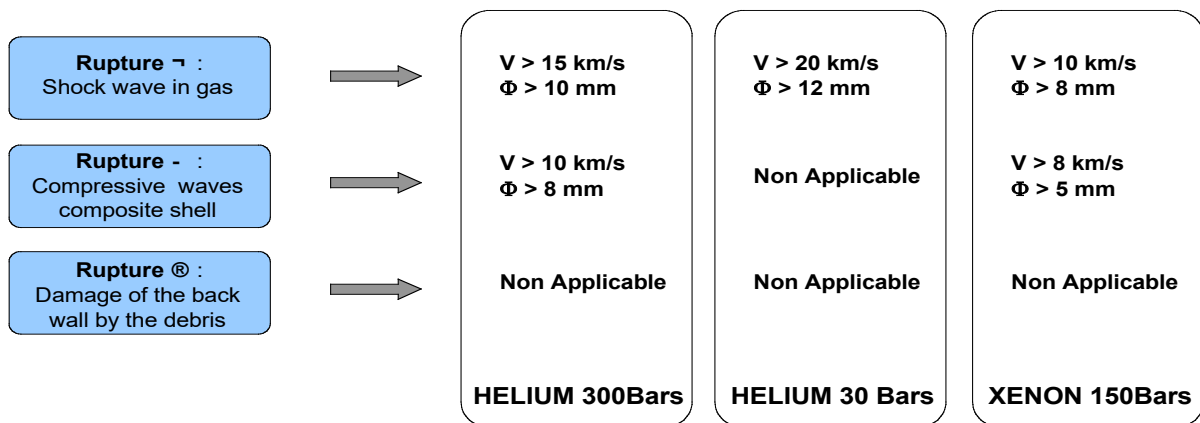 Rupture ¬ :
Shock wave in gas
V > 15 km/s
Φ > 10 mm
V > 20 km/s
Φ > 12 mm
V > 10 km/s
Φ > 8 mm
Rupture - :
Compressive waves
composite shell
V > 10 km/s
Φ > 8 mm
Non Applicable
V > 8 km/s
Φ > 5 mm
Rupture ® :
Damage of the back
wall by the debris
Non Applicable
Non Applicable
Non Applicable
HELIUM 300Bars
HELIUM 30 Bars
XENON 150Bars